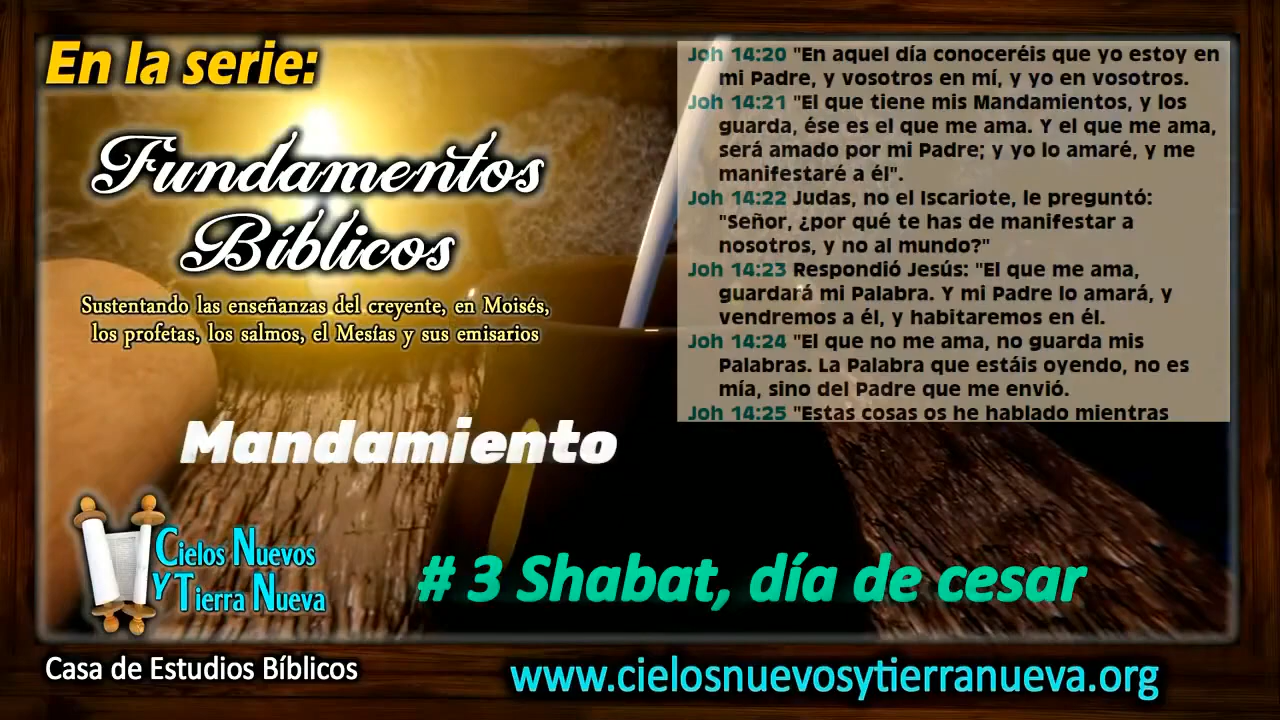 En la serie:
Fundamentos
Bíblicos
Sustentando las enseñanzas del creyente, en Moisés,
los profetas, los salmos, el Mesías y sus emisarios
Joh 14:20 "En aquel día conoceréis que yo estoy en
mi Padre, y vosotros en mí, y yo en vosotros.
Joh 14:21 "El que tiene mis Mandamientos, y los
guarda, ése es el que me ama. Y el que me ama,
será amado por mi Padre; y yo lo amaré, y me
manifestaré a él".
Joh 14:22 Judas, no el Iscariote, le preguntó:
"Señor, ¿por qué te has de manifestar a
nosotros, y no al mundo?"
Joh 14:23 Respondió Jesús: "El que me ama,
guardará mi Palabra. Y mi Padre lo amará, y
vendremos a él, y habitaremos en él.
Joh 14:24 "El que no me ama, no guarda mis
Palabras. La Palabra que estáis oyendo, no es
mía, sino del Padre que me envió.
Joh 14:25 "Estas cosas os he hablado mientras
Mandamiento
Cielos Nuevos
Y Tierra Nueva
# 3 Shabat, día de cesar
Casa de Estudios Bíblicos
www.cielosnuevosytierranueva.org